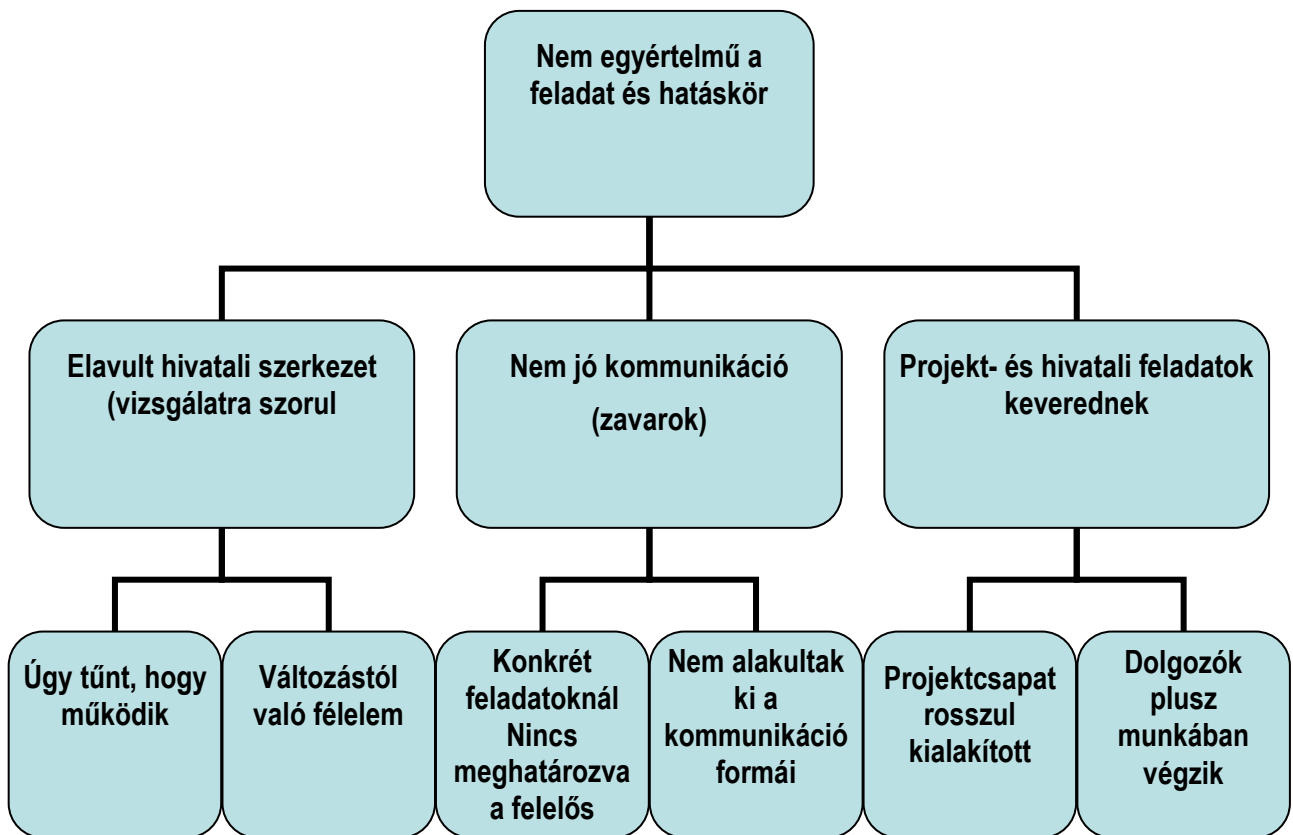 Nem egyértelmű a
feladat és hatáskör
Elavult hivatali szerkezet
(vizsgálatra szorul
Nem jó kommunikáció
(zavarok)
Projekt- és hivatali feladatok
keverednek
Úgy tűnt, hogy
működik
Változástól
való félelem
Konkrét
feladatoknál
Nincs
meghatározva
a felelős
Nem alakultak
ki a
kommunikáció
formái
Projektcsapat
rosszul
kialakított
Dolgozók
plusz
munkában
végzik